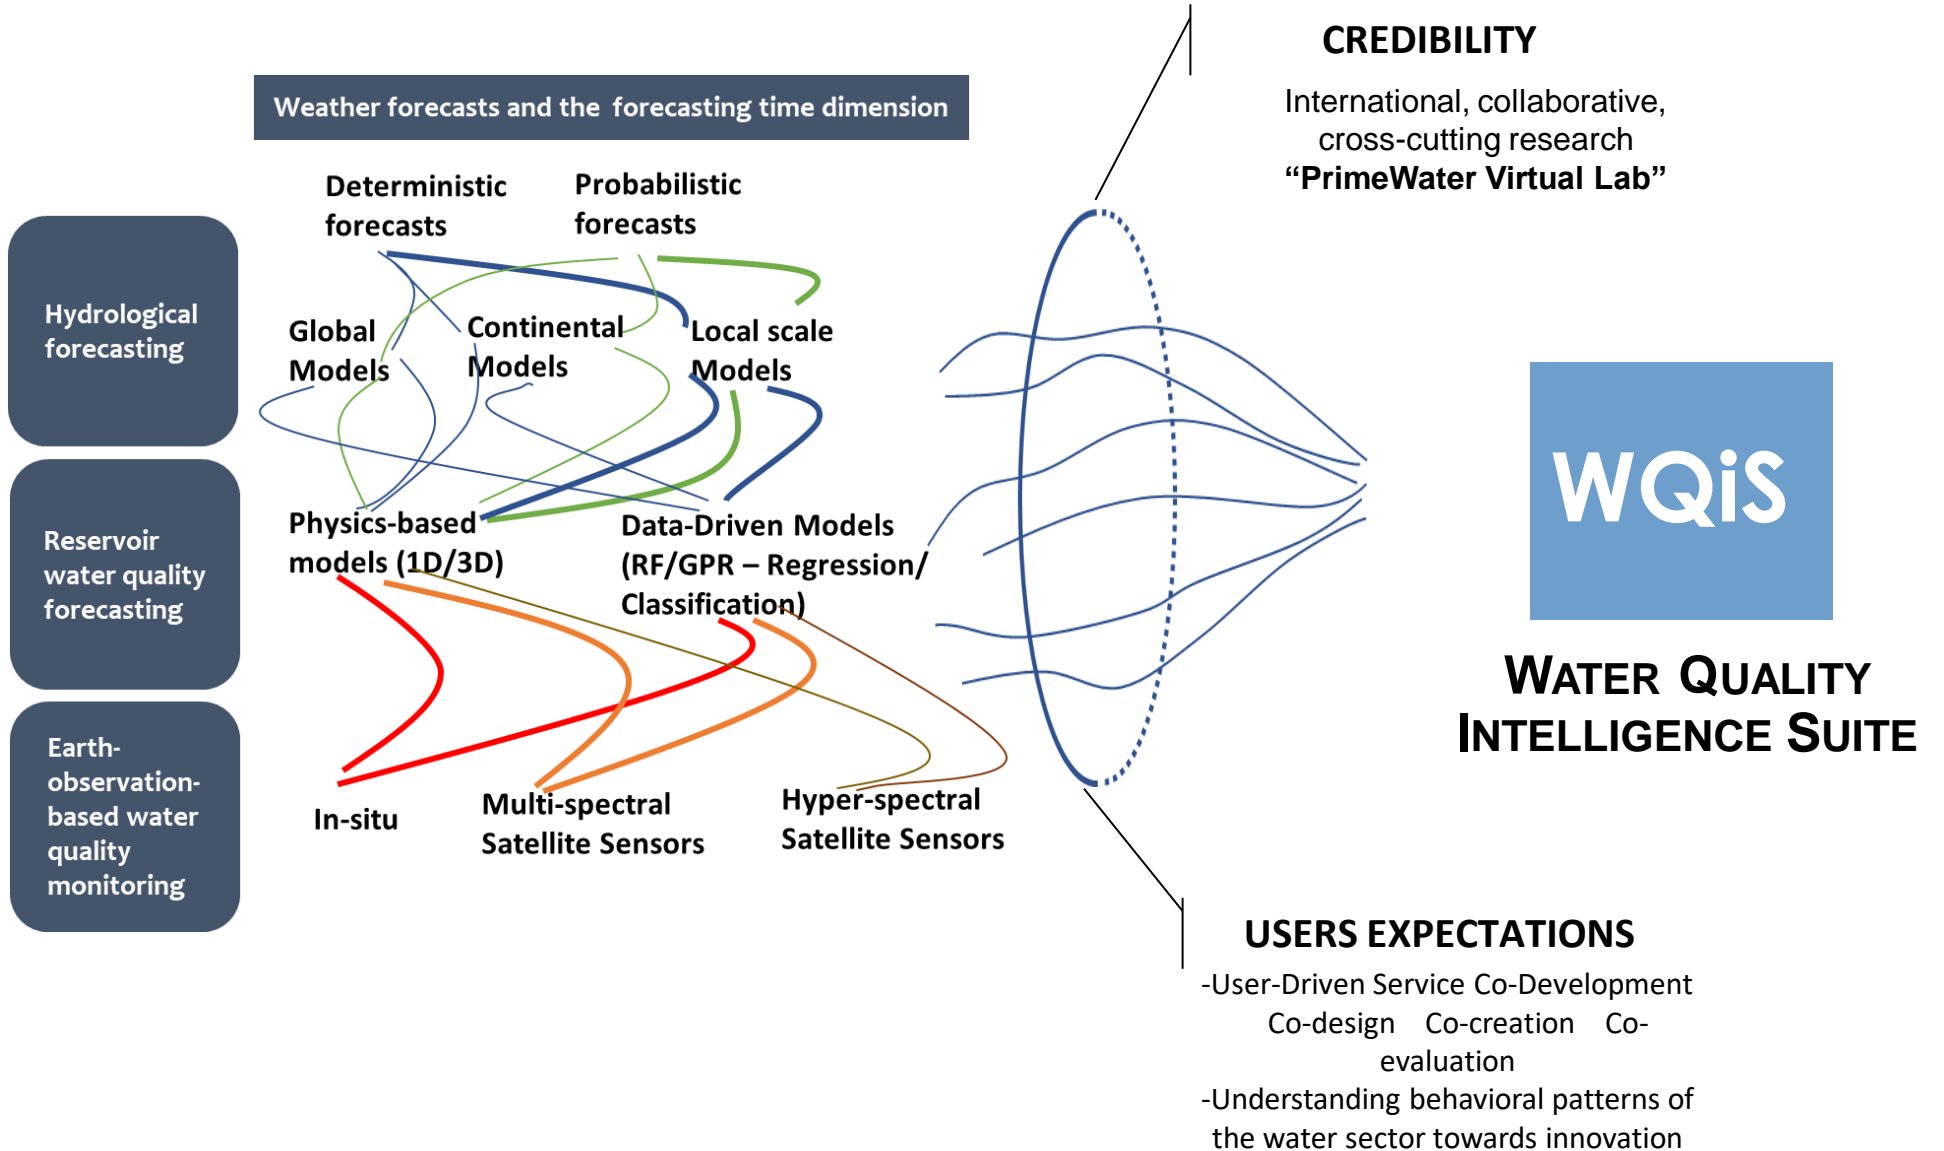 Weather forecasts and the forecasting time dimension
Deterministic
forecasts
Probabilistic
forecasts
Hydrological
forecasting
Global
Models
Continental
Models
Local scale
Models
Reservoir
water quality
forecasting
Physics-based
models (1D/3D)
Data-Driven Models
(RF/GPR – Regression/
Classification)
Earth-
observation-
based water
quality
monitoring
In-situ
Multi-spectral
Satellite Sensors
Hyper-spectral
Satellite Sensors
CREDIBILITY
International, collaborative,
cross-cutting research
“PrimeWater Virtual Lab”
WQiS
WATER QUALITY
INTELLIGENCE SUITE
USERS EXPECTATIONS
-User-Driven Service Co-Development
Co-design Co-creation Co-
evaluation
-Understanding behavioral patterns of
the water sector towards innovation